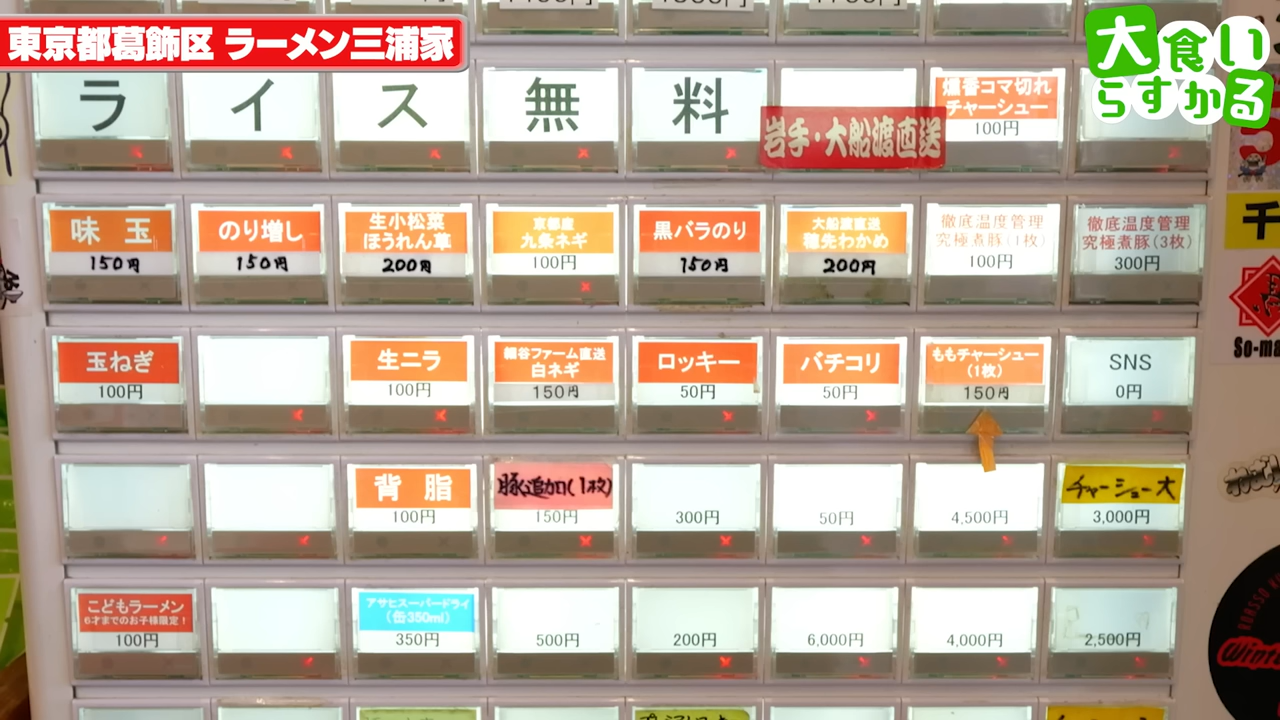 東京都葛飾区 ラーメン三浦家
大食い
らすかる
ライス無料
岩手・大船渡直送
燻香コマ切れ
チャーシュー
100円
味玉
150円
のり増し
150円
生小松菜
ほうれん草
200円
京都産
九条ネギ
100円
黒バラのり
150円
大船渡直送
穂先わかめ
200円
徹底温度管理
究極煮豚(1枚)
100円
徹底温度管理
究極煮豚(3枚)
300円
玉ねぎ
100円
生ニラ
100円
細谷ファーム直送
白ネギ
150円
ロッキー
50円
バチコリ
50円
ももチャーシュー
(1枚)
150円
SNS
0円
背脂
100円
豚追加(1枚)
150円
300円
50円
4,500円
チャーシュー大
3,000円
こどもラーメン
6才までのお子様限定!
100円
アサヒスーパードライ
(缶350ml)
350円
500円
200円
6,000円
4,000円
2,500円
千
So-ma